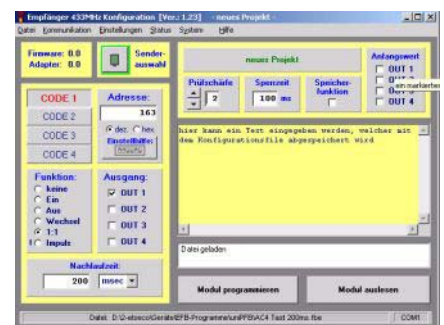 Empfänger 433MHz Konfiguration [Ver.: 1.23] - neues Projekt -
Datei Kommunikation Einstellungen Status System Hilfe
Firmware: 0.0
Adapter: 0.0
Sender-
auswahl
neues Projekt
Anfangswert
OUT 1
ein markierter
OUT 4
Prüfschärfe
2
Sperrzeit
100 ms
Speicher-
funktion
CODE 1
CODE 2
CODE 3
CODE 4
Adresse:
163
dez. hex.
Einstellhilfe:
hier kann ein Text eingegeben werden, welcher mit
dem Konfigurationsfile abgespeichert wird
Funktion:
keine
Ein
Aus
Wechsel
1:1
Impuls
Ausgang:
OUT 1
OUT 2
OUT 3
OUT 4
Datei geladen
Nachlaufzeit:
200 msec
Modul programmieren
Modul auslesen
Datei: AC4 Test 200ms
COM1